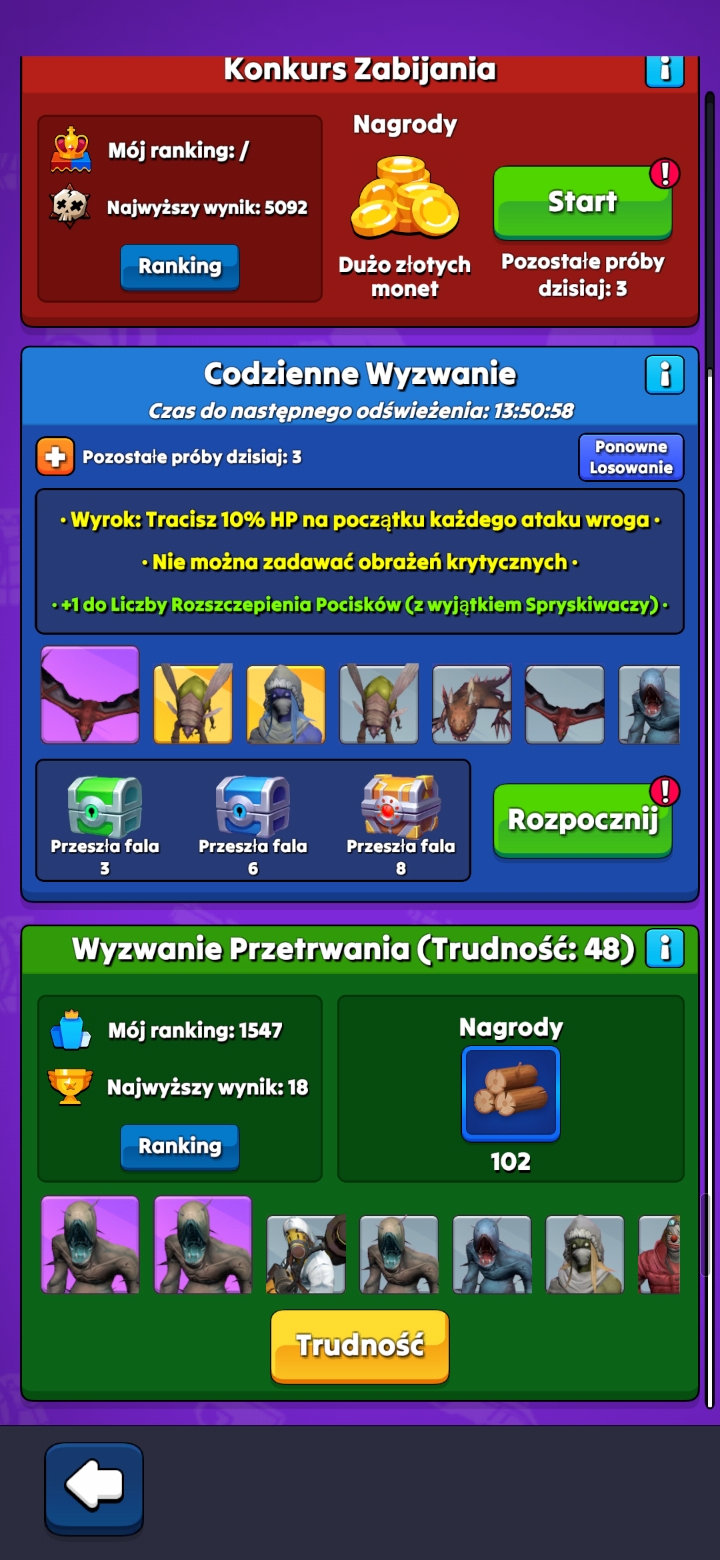 Konkurs Zabijania
Mój ranking: /
Najwyższy wynik: 5092
Ranking
Nagrody
Dużo złotych
monet
Start
Pozostałe próby
dzisiaj: 3
Codzienne Wyzwanie
Czas do następnego odświeżenia: 13:50:58
Pozostałe próby dzisiaj: 3
Ponowne
Losowanie
• Wyrok: Tracisz 10% HP na początku każdego ataku wroga •
• Nie można zadawać obrażeń krytycznych •
• +1 do Liczby Rozszczepienia Pocisków (z wyjątkiem Spryskiwaczy) •
Przeszła fala
3
Przeszła fala
6
Przeszła fala
8
Rozpocznij
Wyzwanie Przetrwania (Trudność: 48)
Mój ranking: 1547
Najwyższy wynik: 18
Ranking
Nagrody
102
Trudność